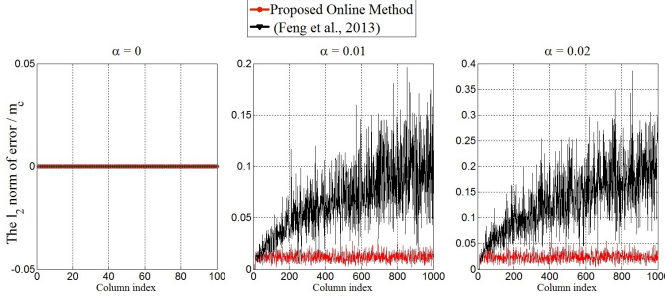 Proposed Online Method
(Feng et al., 2013)
α = 0
α = 0.01
α = 0.02
The l2 norm of error / mc
0.05
0
-0.05
0 20 40 60 80 100
Column index
0.2
0.15
0.1
0.05
0
0 200 400 600 800 1000
Column index
0.4
0.35
0.3
0.25
0.2
0.15
0.1
0.05
0
0 200 400 600 800 1000
Column index